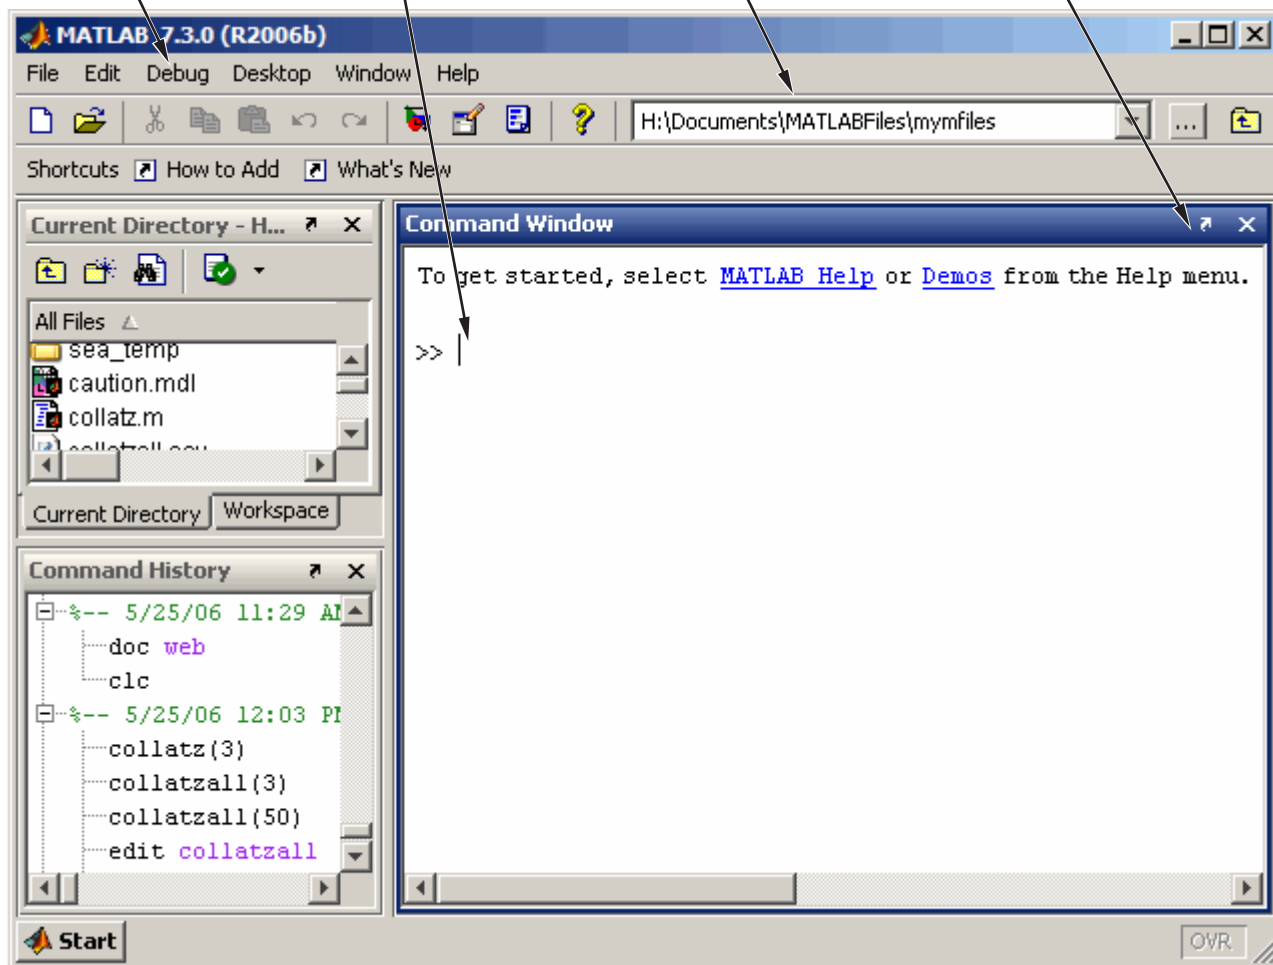 MATLAB 7.3.0 (R2006b)
File Edit Debug Desktop Window Help
H:\Documents\MATLABFiles\mymfiles
...
Shortcuts How to Add What's New
Current Directory - H...
All Files
sea_temp
caution.mdl
collatz.m
Current Directory Workspace
Command History
%-- 5/25/06 11:29 AM
doc web
clc
%-- 5/25/06 12:03 PM
collatz(3)
collatzall(3)
collatzall(50)
edit collatzall
Command Window
To get started, select MATLAB Help or Demos from the Help menu.
>>
Start
OVR